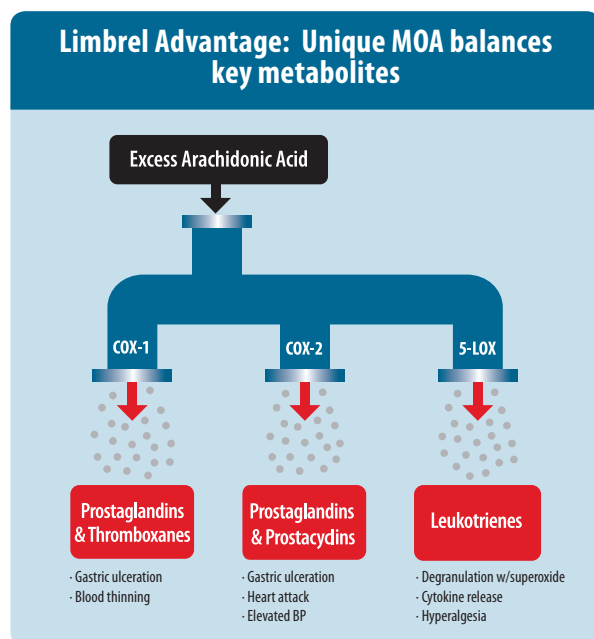 Limbrel Advantage: Unique MOA balances
key metabolites
Excess Arachidonic Acid
COX-1
COX-2
5-LOX
Prostaglandins
& Thromboxanes
Prostaglandins
& Prostacyclins
Leukotrienes
· Gastric ulceration
· Blood thinning
· Gastric ulceration
· Heart attack
· Elevated BP
· Degranulation w/superoxide
· Cytokine release
· Hyperalgesia